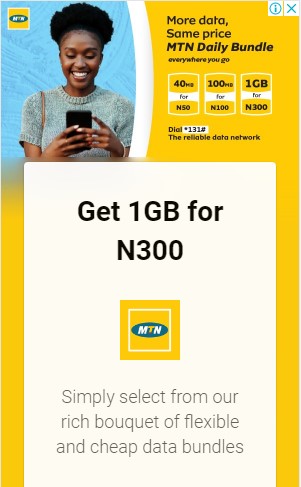 MTN
More data,
Same price
MTN Daily Bundle
everywhere you go
40MB
for
N50
100MB
for
N100
1GB
for
N300
Dial *131#
The reliable data network
Get 1GB for
N300
MTN
Simply select from our
rich bouquet of flexible
and cheap data bundles